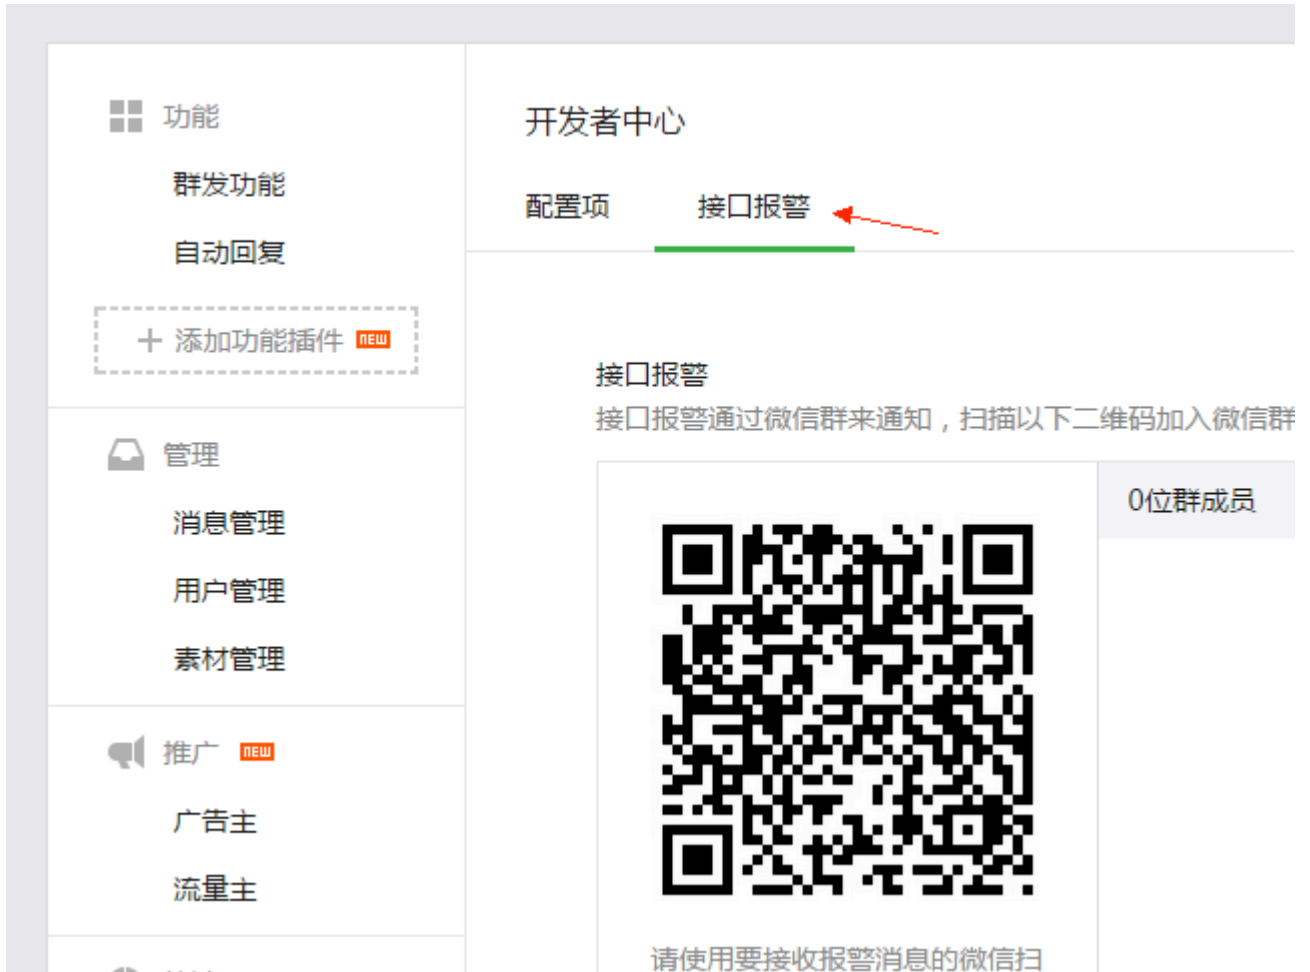 功能
群发功能
自动回复
+ 添加功能插件 NEW
管理
消息管理
用户管理
素材管理
推广 NEW
广告主
流量主
开发者中心
配置项 接口报警
接口报警
接口报警通过微信群来通知，扫描以下二维码加入微信群
0位群成员
请使用要接收报警消息的微信扫